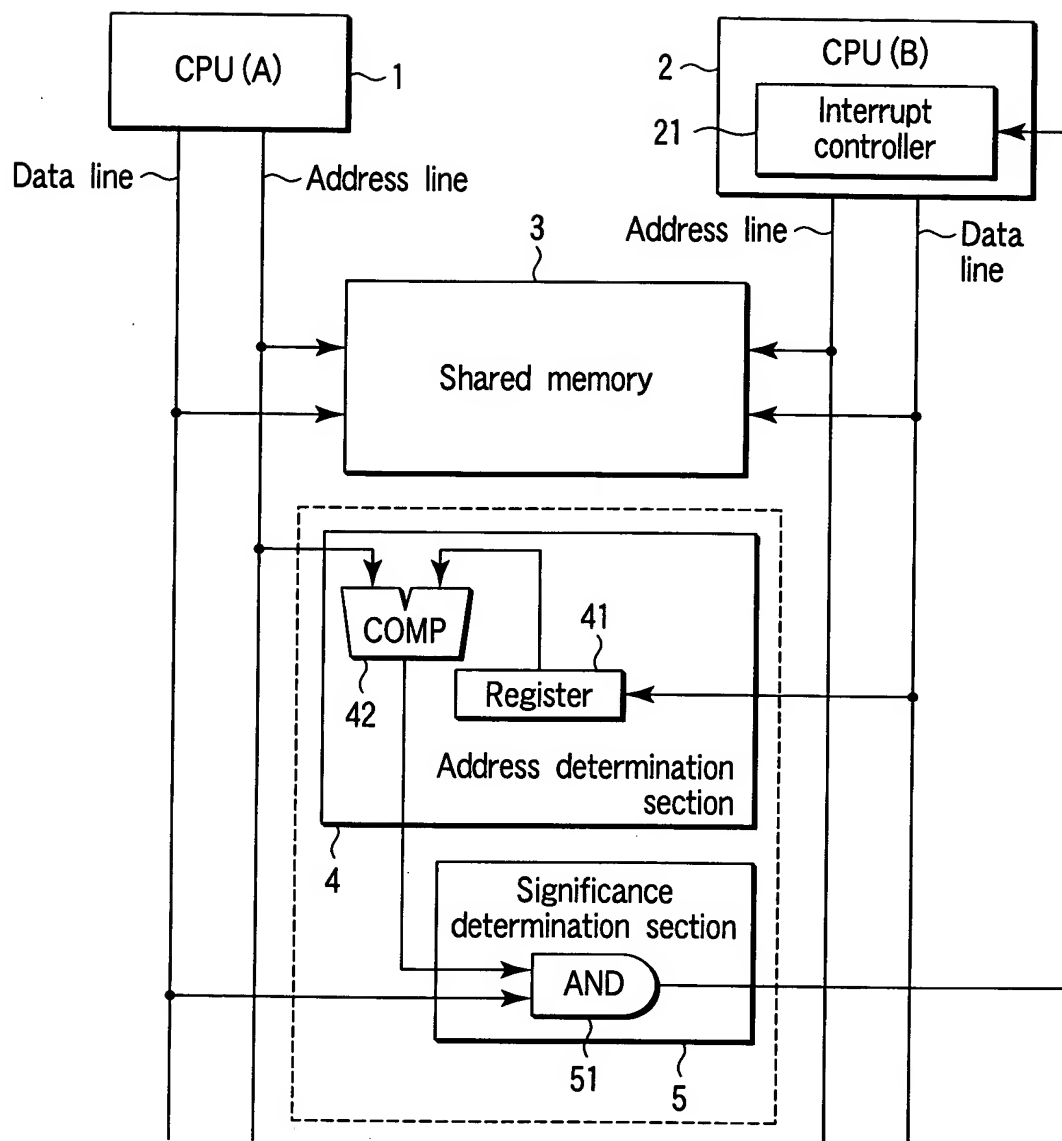 CPU(A)
1
2
CPU(B)
21
Interrupt
controller
Data line
Address line
Address line
Data
line
3
Shared memory
COMP
42
41
Register
Address determination
section
4
Significance
determination section
AND
51
5